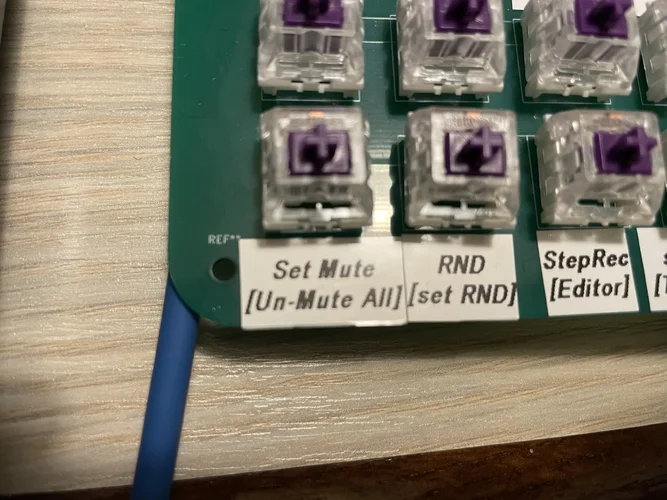 REF**
Set Mute
[Un-Mute All]
RND
[set RND]
StepRec
[Editor]